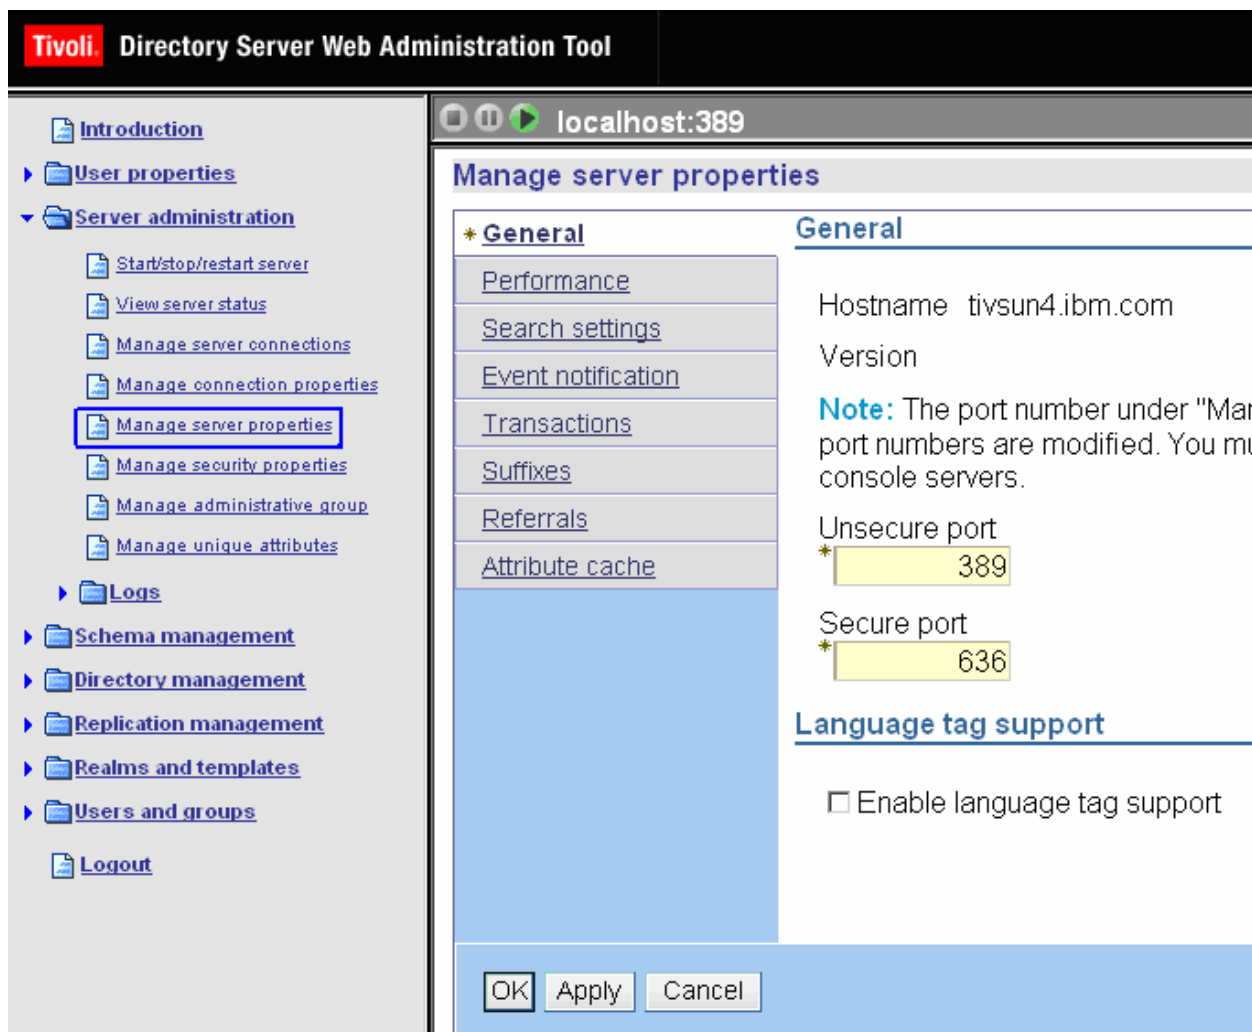 Tivoli. Directory Server Web Administration Tool
Introduction
User properties
Server administration
Start/stop/restart server
View server status
Manage server connections
Manage connection properties
Manage server properties
Manage security properties
Manage administrative group
Manage unique attributes
Logs
Schema management
Directory management
Replication management
Realms and templates
Users and groups
Logout
localhost:389
Manage server properties
* General
Performance
Search settings
Event notification
Transactions
Suffixes
Referrals
Attribute cache
General
Hostname tivsun4.ibm.com
Version
Note: The port number under "Mar
port numbers are modified. You mu
console servers.
Unsecure port
* 389
Secure port
* 636
Language tag support
Enable language tag support
OK Apply Cancel